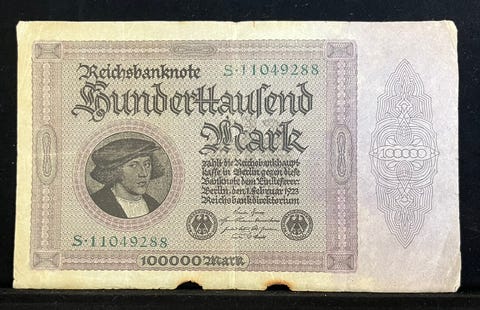 Reichsbanknote S·11049288
Hunderttausend
Mark
zahlt die Reichsbankhaupt-
kasse in Berlin gegen diese
Banknote dem Einlieferer.
Berlin, den 1. Februar 1923
Reichsbankdirektorium
100000
S·11049288
100000 Mark